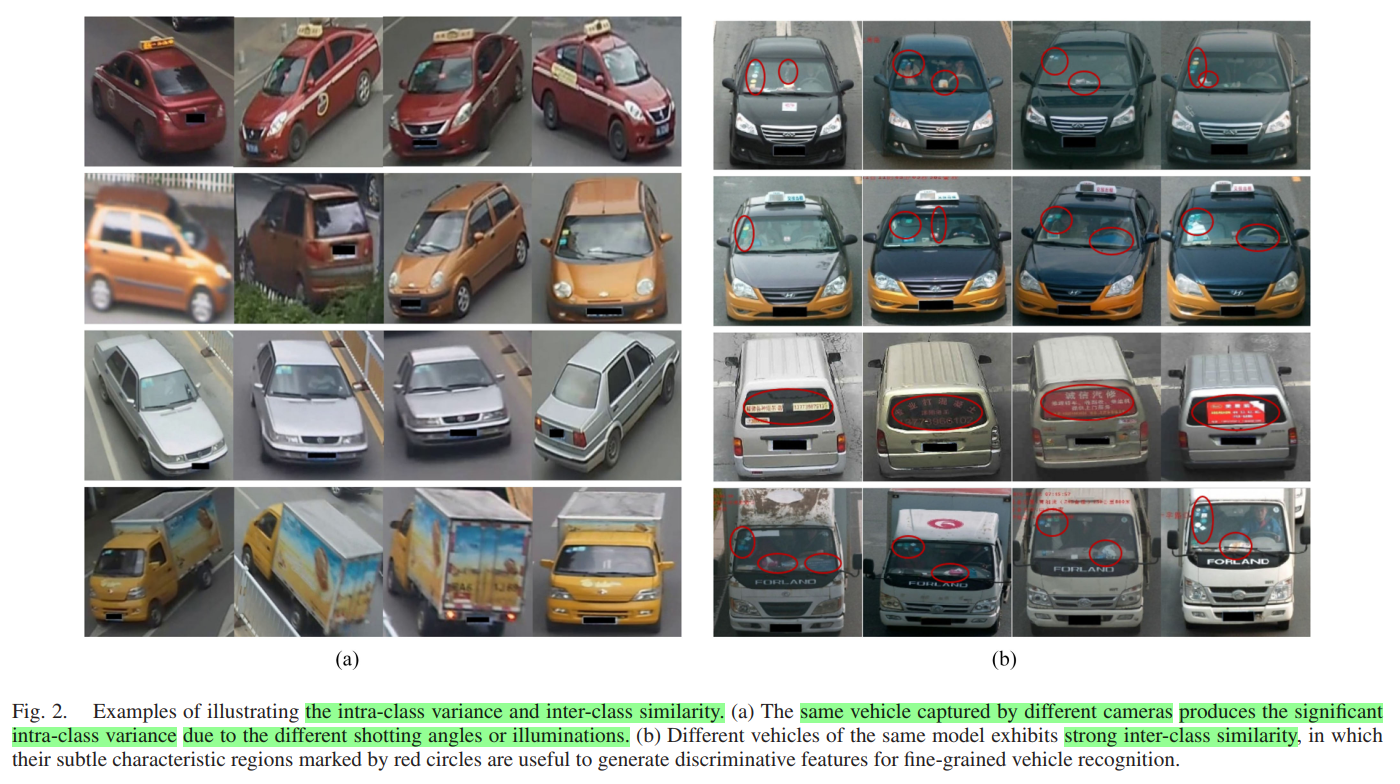 FORLAND
FORLAND
FORLAND
FORLAND
(a)
(b)
Fig. 2. Examples of illustrating the intra-class variance and inter-class similarity. (a) The same vehicle captured by different cameras produces the significant
intra-class variance due to the different shotting angles or illuminations. (b) Different vehicles of the same model exhibits strong inter-class similarity, in which
their subtle characteristic regions marked by red circles are useful to generate discriminative features for fine-grained vehicle recognition.